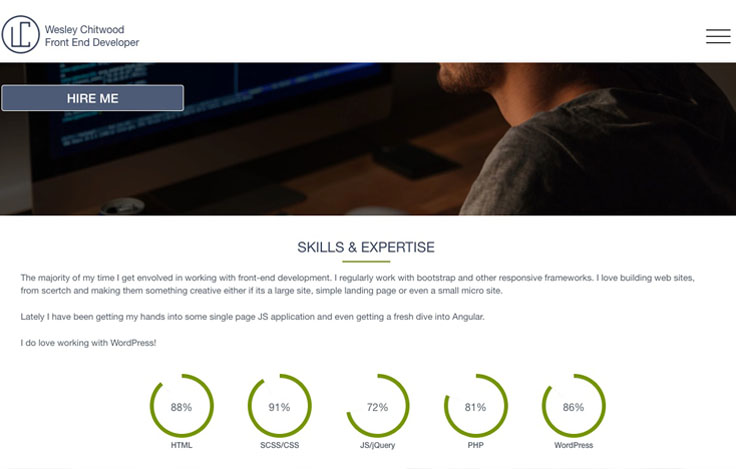 Wesley Chitwood
Front End Developer
HIRE ME
SKILLS & EXPERTISE
The majority of my time I get envolved in working with front-end development. I regularly work with bootstrap and other responsive frameworks. I love building web sites,
from scertch and making them something creative either if its a large site, simple landing page or even a small micro site.
Lately I have been getting my hands into some single page JS application and even getting a fresh dive into Angular.
I do love working with WordPress!
88% 91% 72% 81% 86%
HTML SCSS/CSS JS/jQuery PHP WordPress